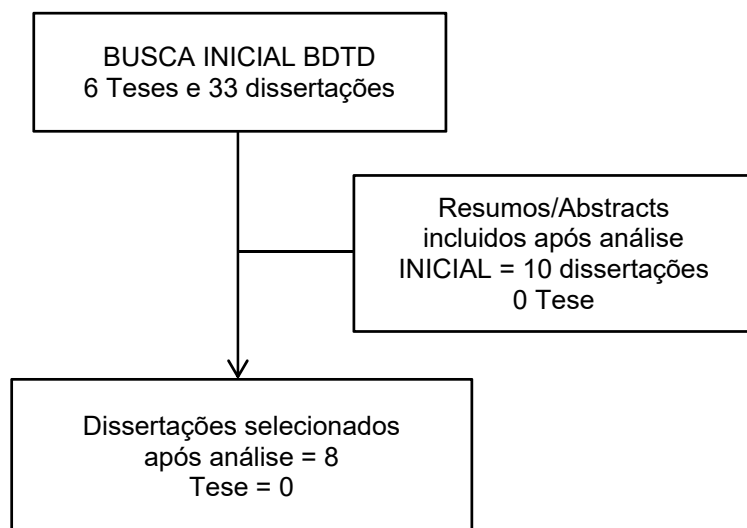 BUSCA INICIAL BDTD
6 Teses e 33 dissertações
Resumos/Abstracts
incluidos após análise
INICIAL = 10 dissertações
0 Tese
Dissertações selecionados
após análise = 8
Tese = 0